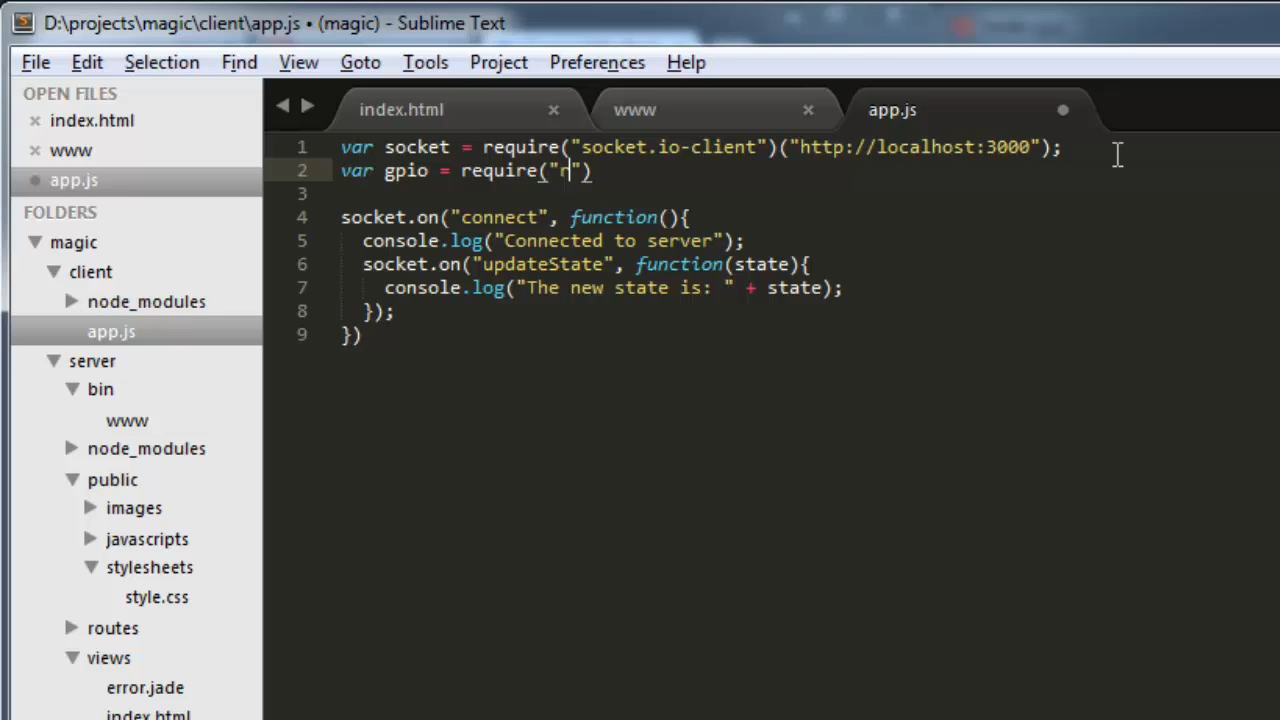 D:\projects\magic\client\app.js • (magic) - Sublime Text
File Edit Selection Find View Goto Tools Project Preferences Help
OPEN FILES
index.html
www
app.js
FOLDERS
magic
client
node_modules
app.js
server
bin
www
node_modules
public
images
javascripts
stylesheets
style.css
routes
views
error.jade
index.html
index.html www app.js
1 var socket = require("socket.io-client")("http://localhost:3000");
2 var gpio = require("r")
3
4 socket.on("connect", function(){
5 console.log("Connected to server");
6 socket.on("updateState", function(state){
7 console.log("The new state is: " + state);
8 });
9 })